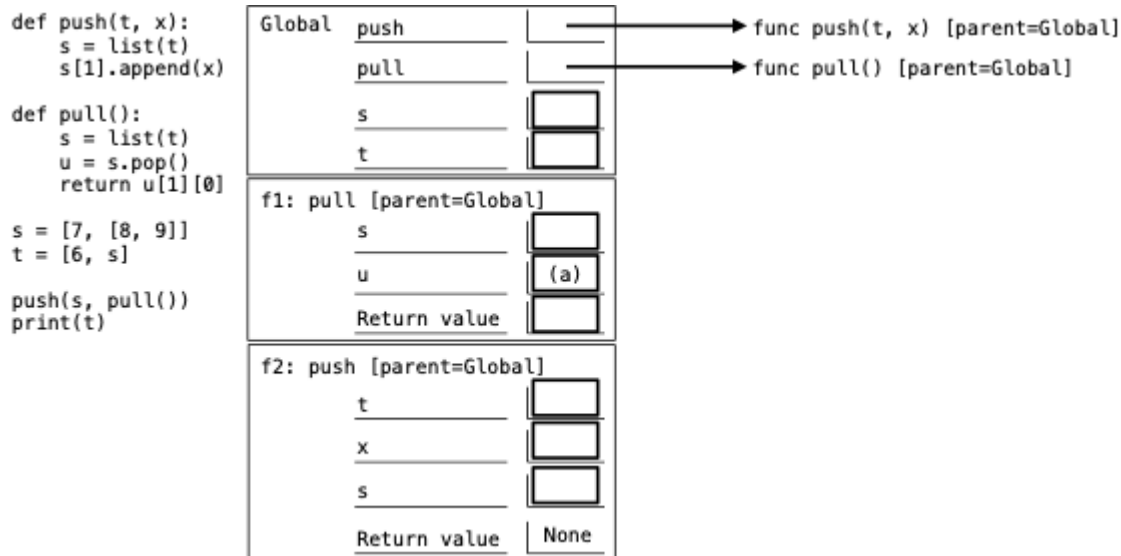 def push(t, x):
    s = list(t)
    s[1].append(x)
def pull():
    s = list(t)
    u = s.pop()
    return u[1][0]
s = [7, [8, 9]]
t = [6, s]
push(s, pull())
print(t)
Global push
func push(t, x) [parent=Global]
pull
func pull() [parent=Global]
s
t
f1: pull [parent=Global]
s
u (a)
Return value
f2: push [parent=Global]
t
x
s
Return value None